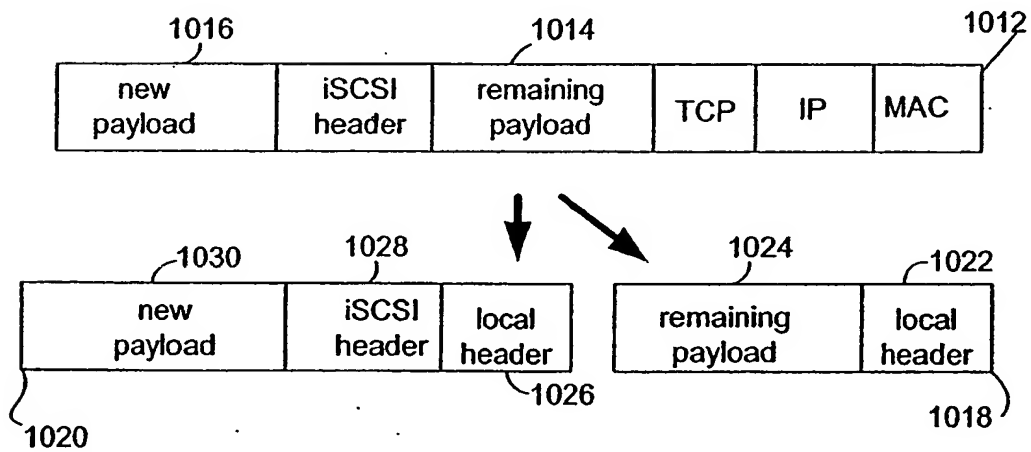 1016 1014 1012
new payload iSCSI header remaining payload TCP IP MAC
1030 1028 1024 1022
new payload iSCSI header local header remaining payload local header
1026
1020 1018